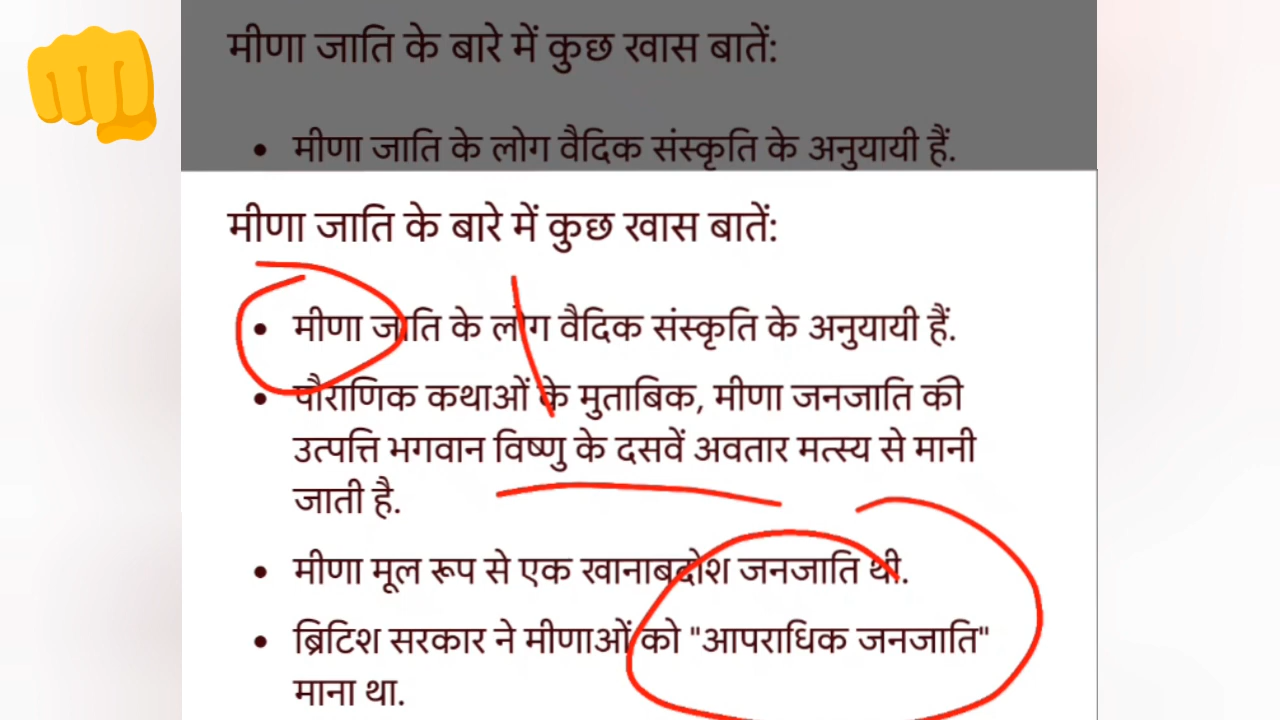 मीणा जाति के बारे में कुछ खास बातें:
• मीणा जाति के लोग वैदिक संस्कृति के अनुयायी हैं.
मीणा जाति के बारे में कुछ खास बातें:
• मीणा जाति के लोग वैदिक संस्कृति के अनुयायी हैं.
• पौराणिक कथाओं के मुताबिक, मीणा जनजाति की
उत्पत्ति भगवान विष्णु के दसवें अवतार मत्स्य से मानी
जाती है.
• मीणा मूल रूप से एक खानाबदोश जनजाति थी.
• ब्रिटिश सरकार ने मीणाओं को "आपराधिक जनजाति"
माना था.